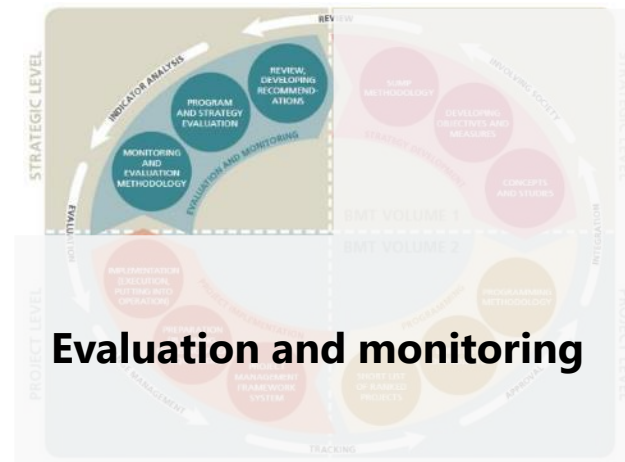 REVIEW
STRATEGIC LEVEL
INDICATOR ANALYSIS
INVOLVING SOCIETY
REVIEW,
DEVELOPING
RECOMMEND-
ATIONS
SUMP
METHODOLOGY
PROGRAM
AND STRATEGY
EVALUATION
DEVELOPING
OBJECTIVES AND
MEASURES
MONITORING
AND
EVALUATION
METHODOLOGY
EVALUATION AND MONITORING
STRATEGY DEVELOPMENT
CONCEPTS
AND STUDIES
EVALUATION
INTEGRATION
BMT VOLUME 1
BMT VOLUME 2
PROJECT LEVEL
IMPLEMENTATION
(EXECUTION,
PUTTING INTO
OPERATION)
PROJECT IMPLEMENTATION
PROGRAMMING
PROGRAMMING
METHODOLOGY
PREPARATION
Evaluation and monitoring
PROJECT
MANAGEMENT
FRAMEWORK
SYSTEM
SHORT LIST
OF RANKED
PROJECTS
MANAGEMENT
APPROVAL
TRACKING